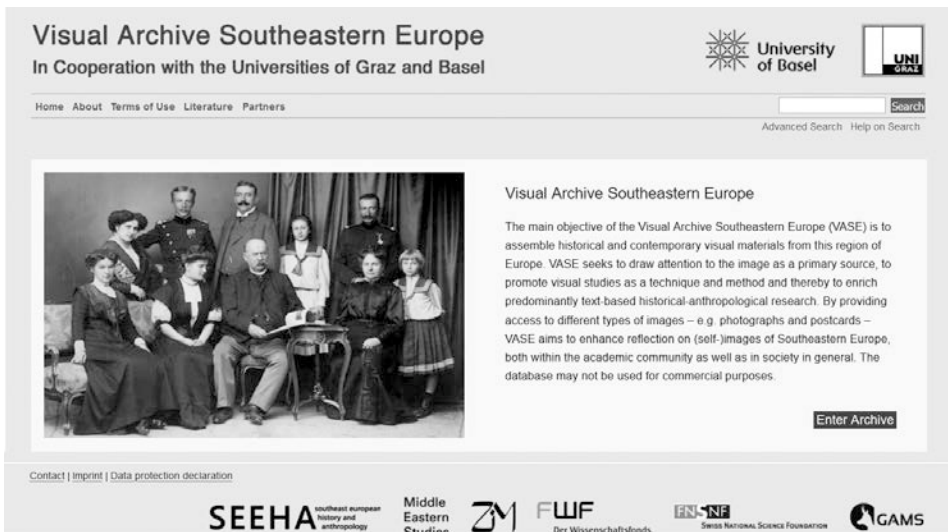 Visual Archive Southeastern Europe
In Cooperation with the Universities of Graz and Basel
University
of Basel
UNI
GRAZ
Home About Terms of Use Literature Partners
Search
Advanced Search Help on Search
Visual Archive Southeastern Europe
The main objective of the Visual Archive Southeastern Europe (VASE) is to
assemble historical and contemporary visual materials from this region of
Europe. VASE seeks to draw attention to the image as a primary source, to
promote visual studies as a technique and method and thereby to enrich
predominantly text-based historical-anthropological research. By providing
access to different types of images – e.g. photographs and postcards –
VASE aims to enhance reflection on (self-)images of Southeastern Europe,
both within the academic community as well as in society in general. The
database may not be used for commercial purposes.
Enter Archive
Contact | Imprint | Data protection declaration
SEEHA
southeast european
history and
anthropology
Middle
Eastern
Studies
ZM
FWF
Der Wissenschaftsfonds.
FNSNF
SWISS NATIONAL SCIENCE FOUNDATION
GAMS